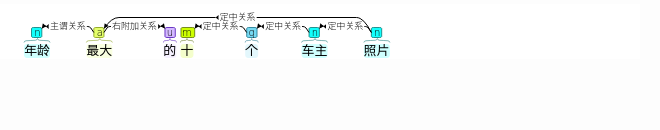 定中关系
主谓关系 右附加关系 定中关系 定中关系 定中关系
n a u m q n n
年龄 最大 的 十 个 车主 照片